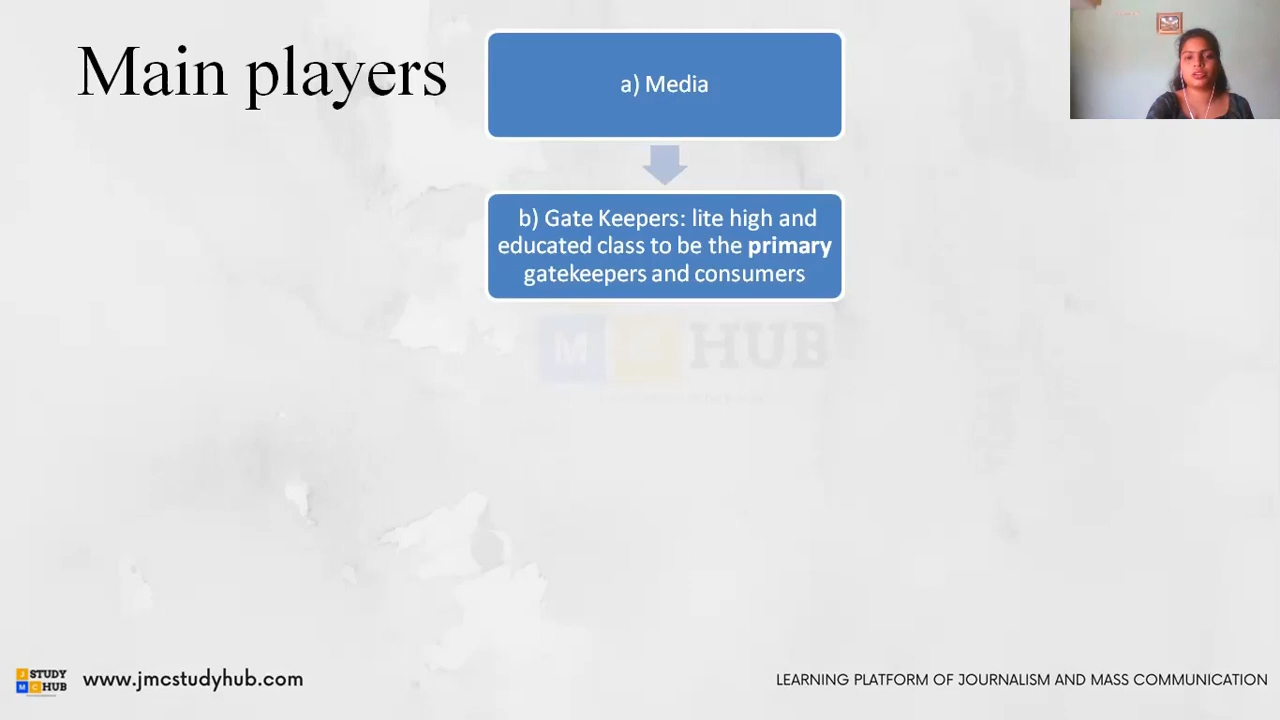 Main players
a) Media
b) Gate Keepers: lite high and
educated class to be the primary
gatekeepers and consumers
M C HUB
J STUDY
M C HUB
www.jmcstudyhub.com
LEARNING PLATFORM OF JOURNALISM AND MASS COMMUNICATION